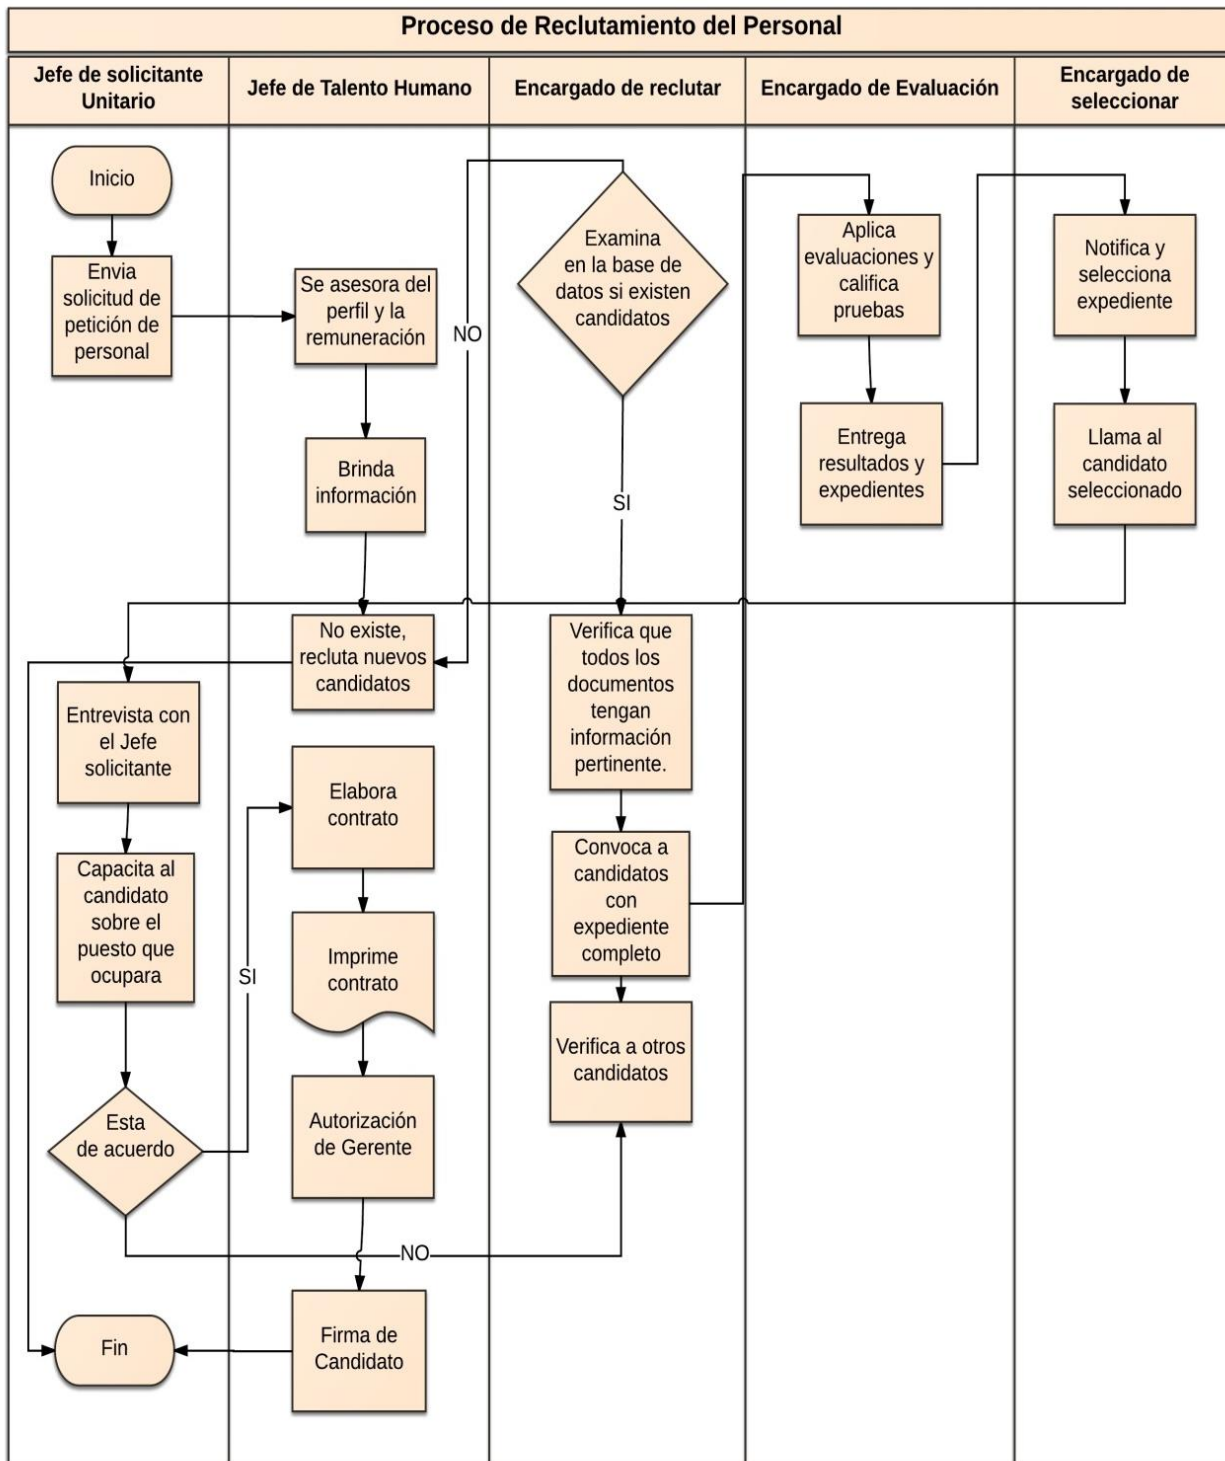 Proceso de Reclutamiento del Personal
Jefe de solicitante
Unitario
Jefe de Talento Humano
Encargado de reclutar
Encargado de Evaluación
Encargado de
seleccionar
Inicio
Envia
solicitud de
petición de
personal
Se asesora del
perfil y la
remuneración
Brinda
información
No existe,
recluta nuevos
candidatos
NO
Examina
en la base de
datos si existen
candidatos
SI
Verifica que
todos los
documentos
tengan
información
pertinente.
Convoca a
candidatos
con
expediente
completo
Verifica a otros
candidatos
Aplica
evaluaciones y
califica
pruebas
Entrega
resultados y
expedientes
Notifica y
selecciona
expediente
Llama al
candidato
seleccionado
Entrevista con
el Jefe
solicitante
Capacita al
candidato
sobre el
puesto que
ocupara
Esta
de acuerdo
SI
NO
Elabora
contrato
Imprime
contrato
Autorización
de Gerente
Firma de
Candidato
Fin